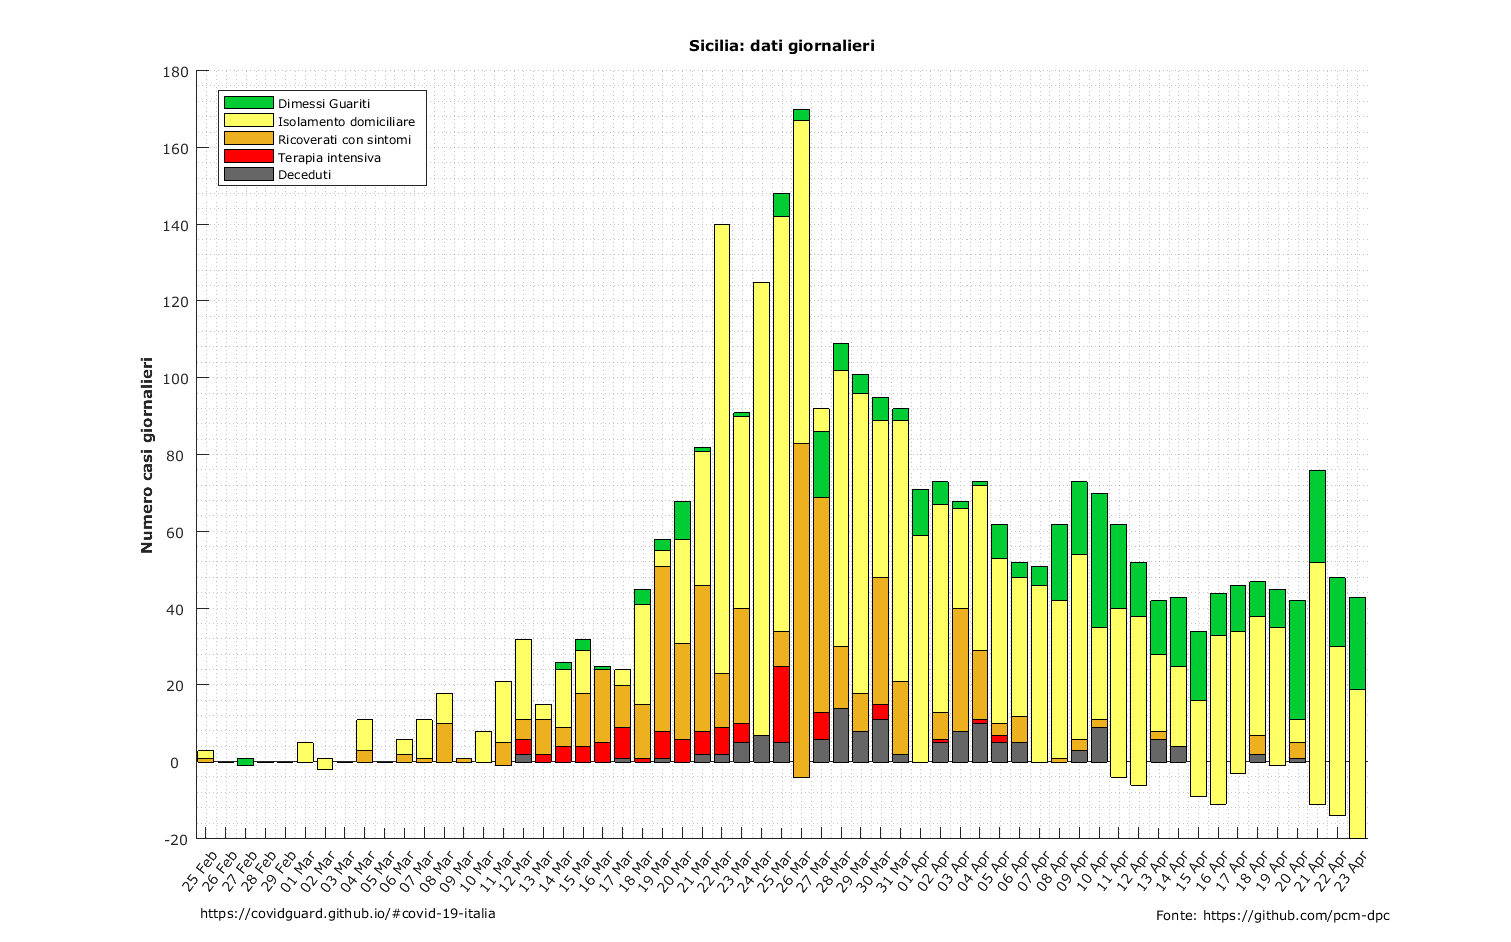 Sicilia: dati giornalieri
180
160
140
120
100
80
60
40
20
0
-20
Numero casi giornalieri
Dimessi Guariti
Isolamento domiciliare
Ricoverati con sintomi
Terapia intensiva
Deceduti
25 Feb
26 Feb
27 Feb
28 Feb
29 Feb
01 Mar
02 Mar
03 Mar
04 Mar
05 Mar
06 Mar
07 Mar
08 Mar
09 Mar
10 Mar
11 Mar
12 Mar
13 Mar
14 Mar
15 Mar
16 Mar
17 Mar
18 Mar
19 Mar
20 Mar
21 Mar
22 Mar
23 Mar
24 Mar
25 Mar
26 Mar
27 Mar
28 Mar
29 Mar
30 Mar
31 Mar
01 Apr
02 Apr
03 Apr
04 Apr
05 Apr
06 Apr
07 Apr
08 Apr
09 Apr
10 Apr
11 Apr
12 Apr
13 Apr
14 Apr
15 Apr
16 Apr
17 Apr
18 Apr
19 Apr
20 Apr
21 Apr
22 Apr
23 Apr
https://covidguard.github.io/#covid-19-italia
Fonte: https://github.com/pcm-dpc